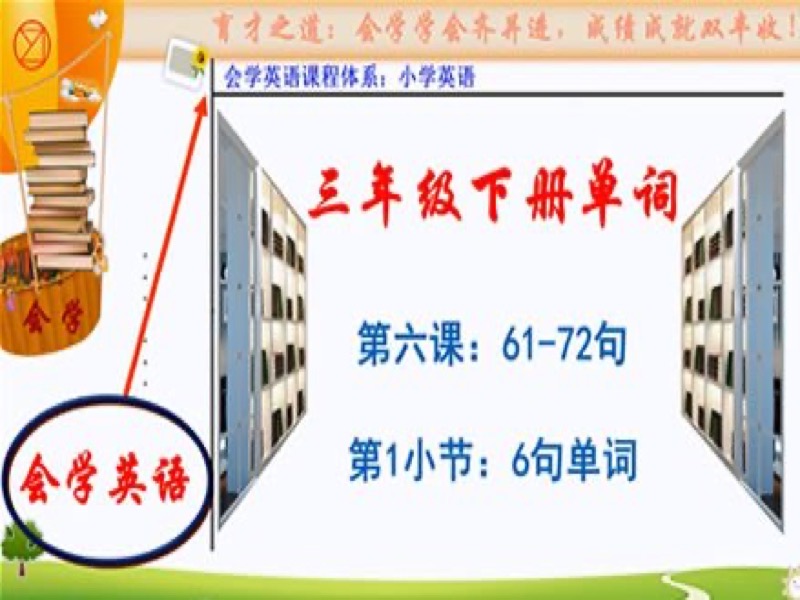 育才之道：会学学会齐并进，成绩成就双丰收！
会学英语课程体系：小学英语
三年级下册单词
会学
第六课：61-72句
第1小节：6句单词
会学英语